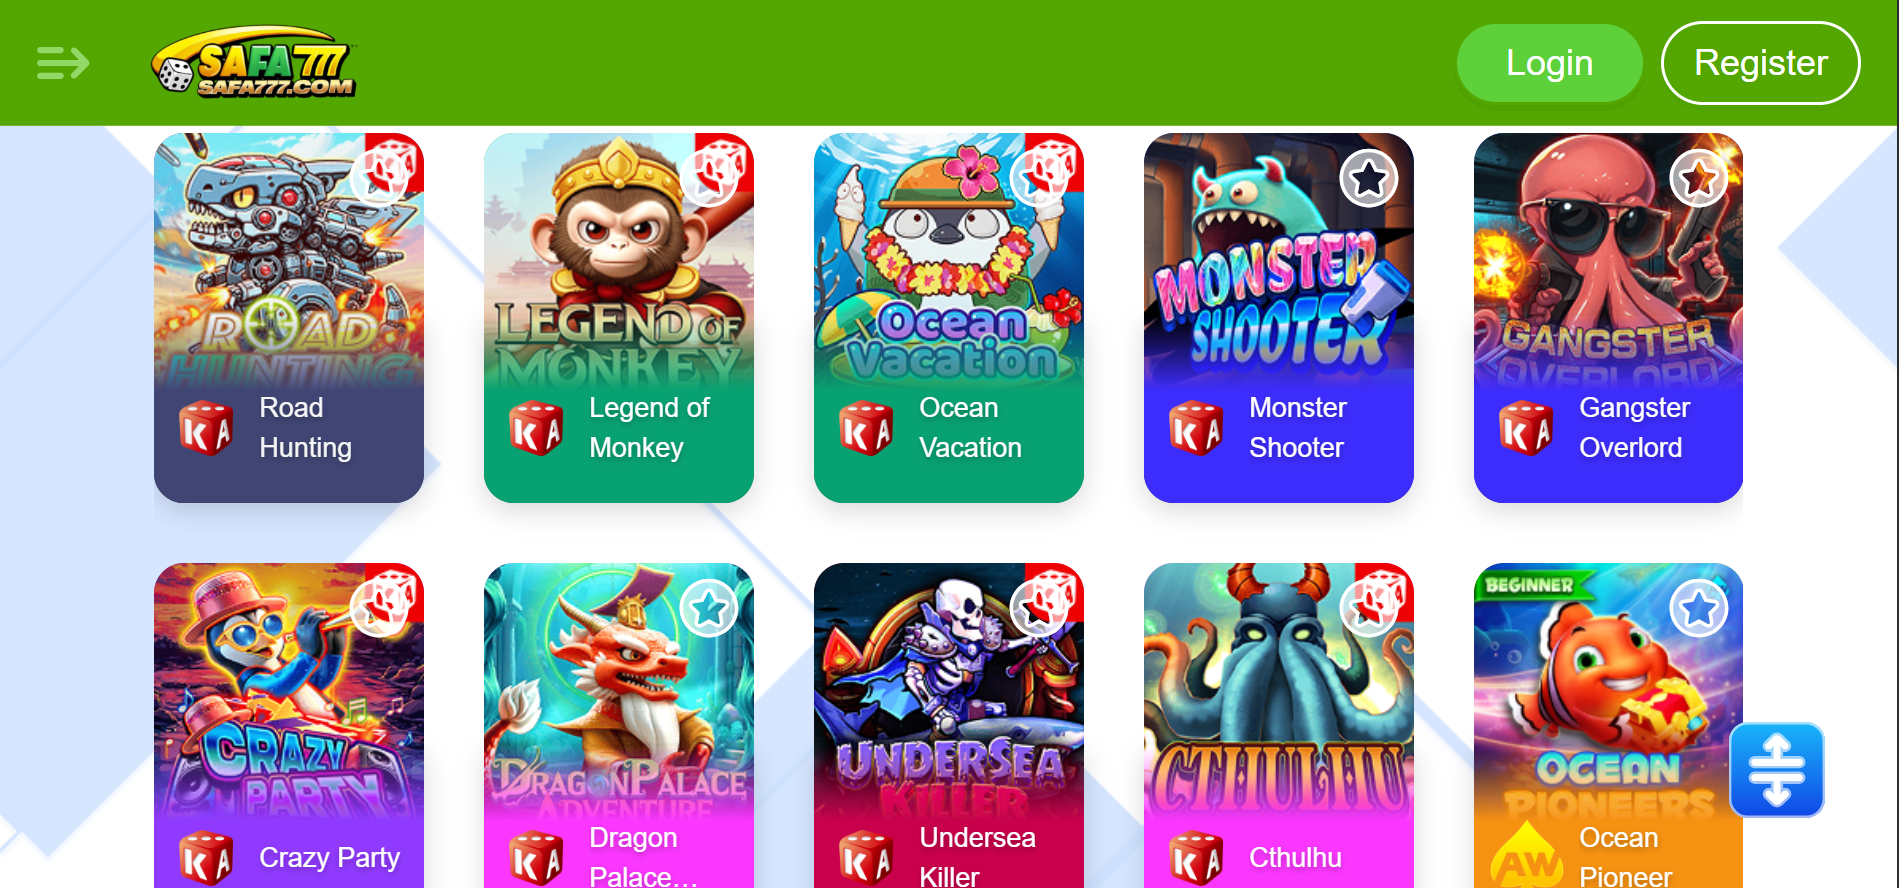 SAFA777
SAFA777.COM
Login
Register
ROAD
HUNTING
KA
Road
Hunting
LEGEND OF
MONKEY
KA
Legend of
Monkey
Ocean
Vacation
KA
Ocean
Vacation
MONSTER
SHOOTER
KA
Monster
Shooter
GANGSTER
OVERLORD
KA
Gangster
Overlord
CRAZY
PARTY
KA
Crazy Party
DRAGON PALACE
ADVENTURE
KA
Dragon
Palace...
UNDERSEA
KILLER
KA
Undersea
Killer
CTHULHU
KA
Cthulhu
BEGINNER
OCEAN
PIONEERS
AW
Ocean
Pioneer